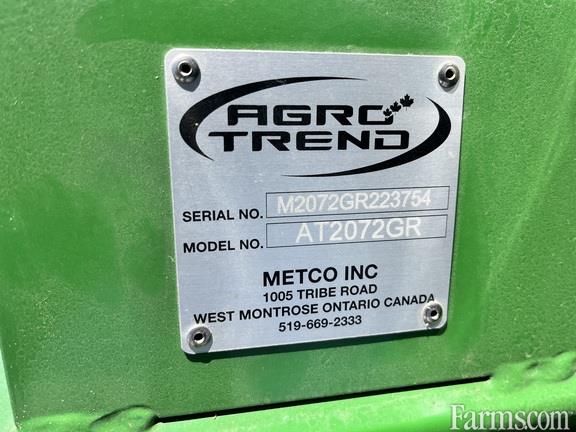 AGRO
TREND
SERIAL NO. M2072GR223754
MODEL NO. AT2072GR
METCO INC
1005 TRIBE ROAD
WEST MONTROSE ONTARIO CANADA
519-669-2333
Farms.com